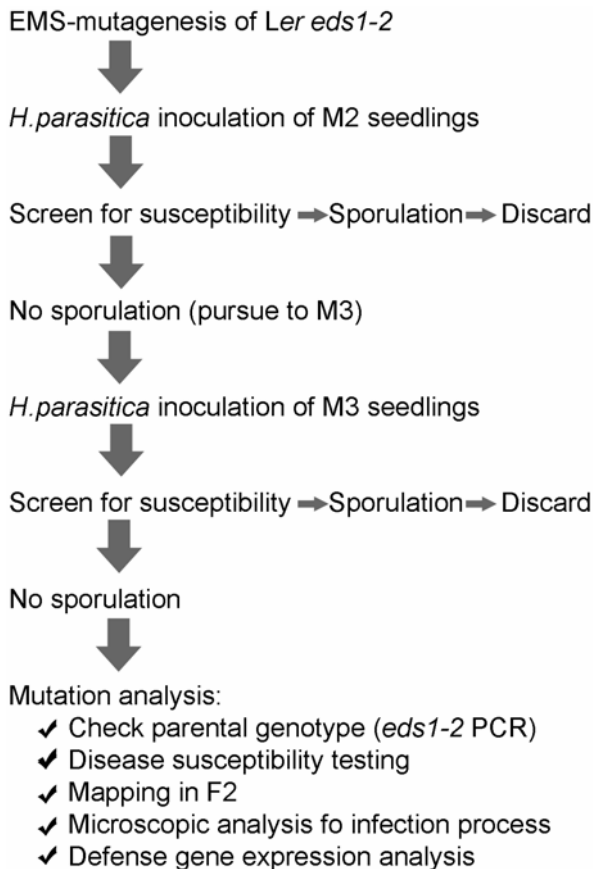 EMS-mutagenesis of Ler eds1-2
H.parasitica inoculation of M2 seedlings
Screen for susceptibility Sporulation Discard
No sporulation (pursue to M3)
H.parasitica inoculation of M3 seedlings
Screen for susceptibility Sporulation Discard
No sporulation
Mutation analysis:
Check parental genotype (eds1-2 PCR)
Disease susceptibility testing
Mapping in F2
Microscopic analysis fo infection process
Defense gene expression analysis